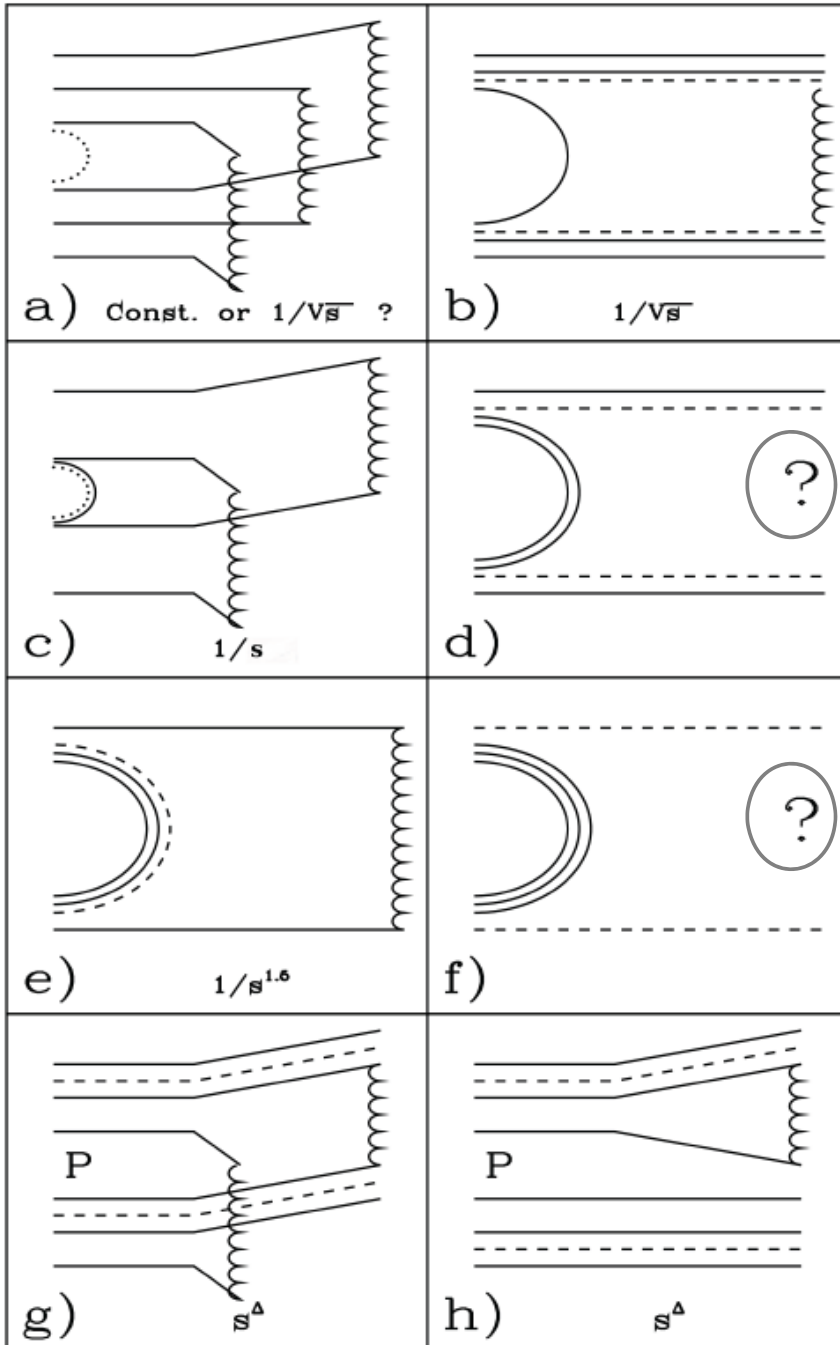 a) Const. or 1/V̅s̅ ?
b) 1/V̅s̅
c) 1/s
d) ?
e) 1/s^1.5
f) ?
P
g) s^Δ
P
h) s^Δ